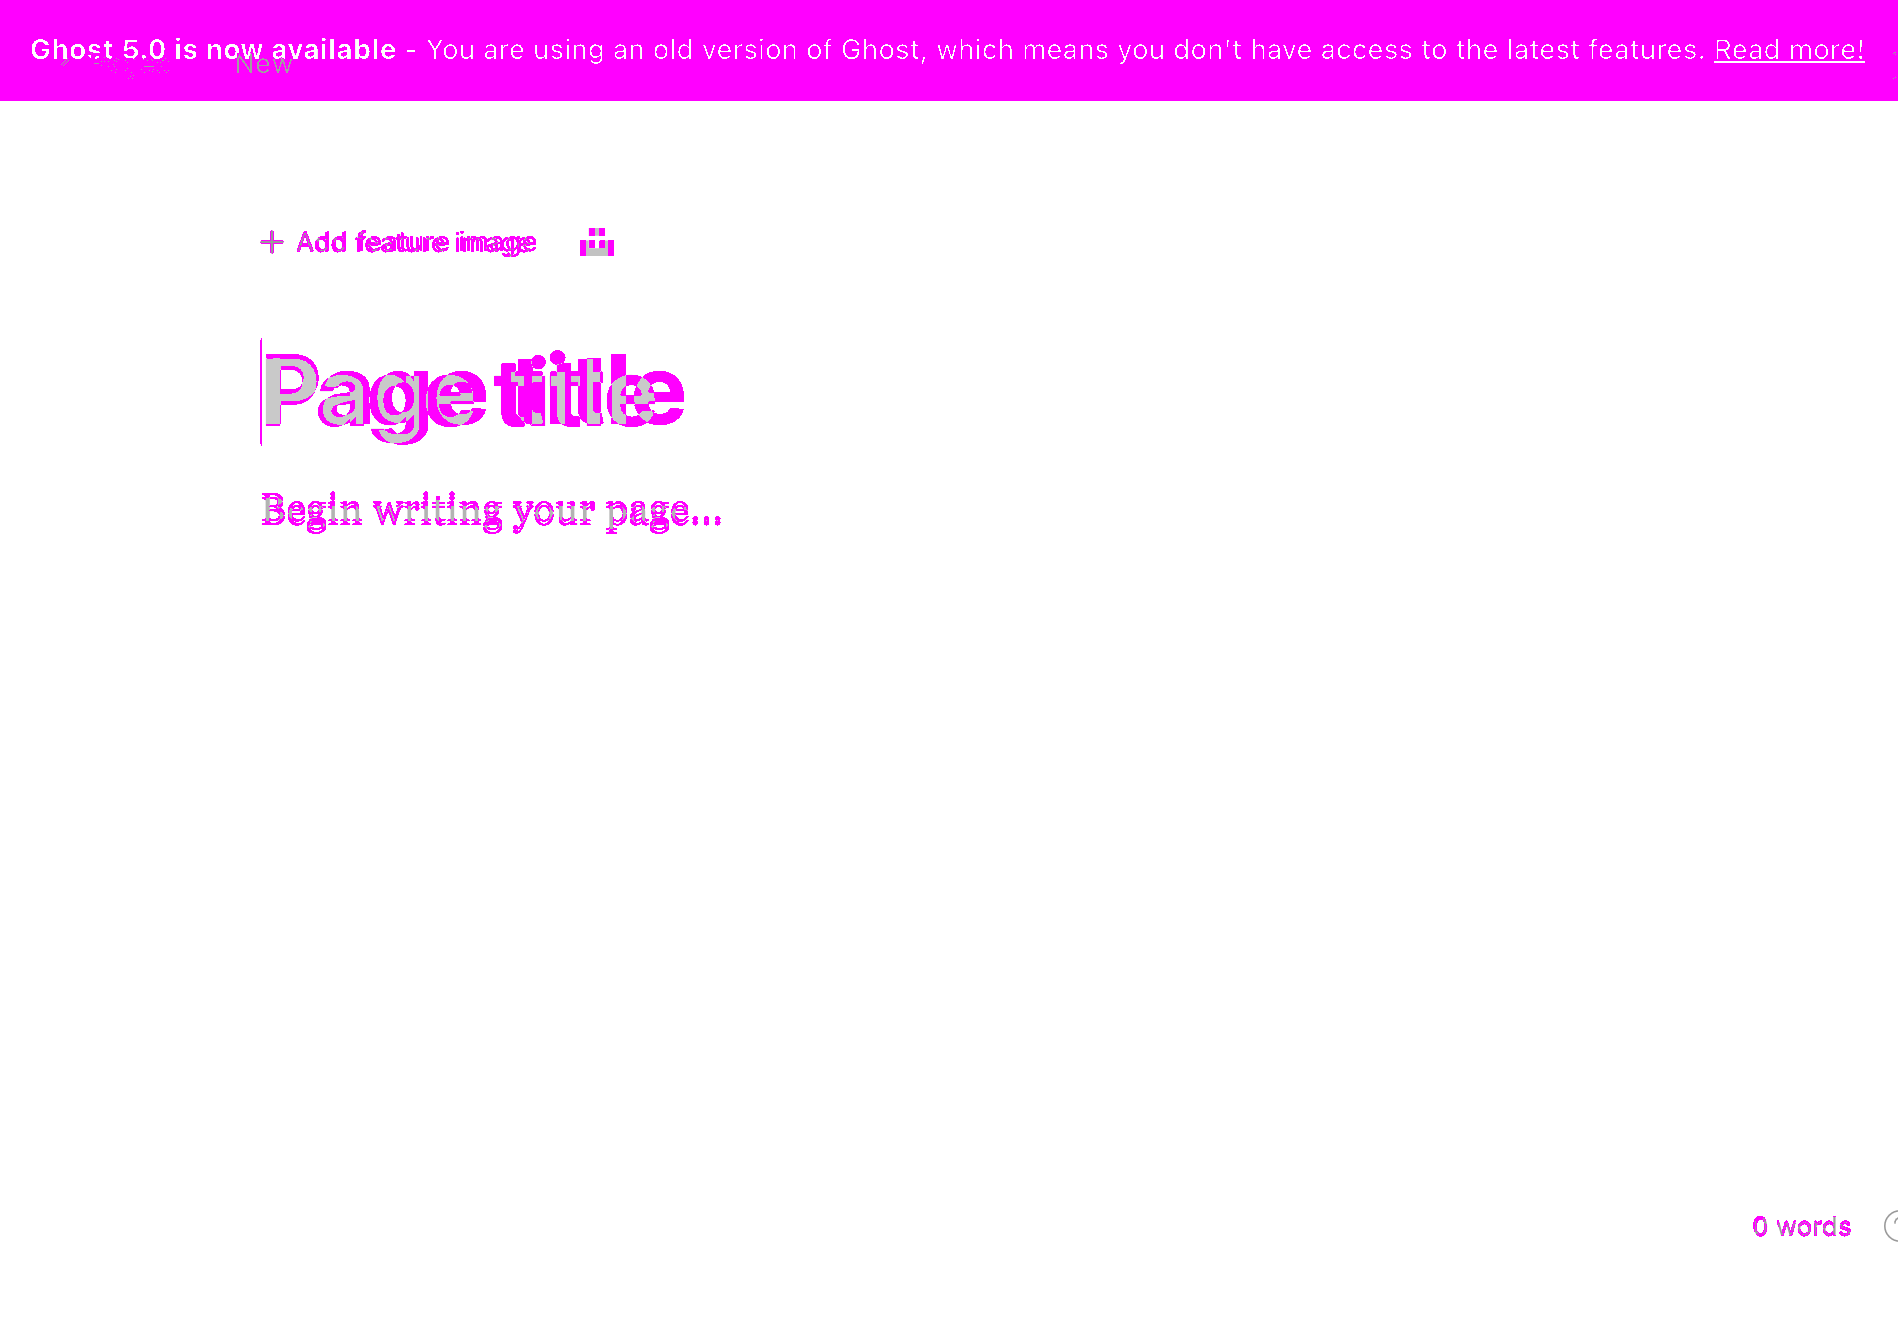 Ghost 5.0 is now available - You are using an old version of Ghost, which means you don't have access to the latest features. Read more!
New
+ Add feature image
Page title
Begin writing your page...
0 words